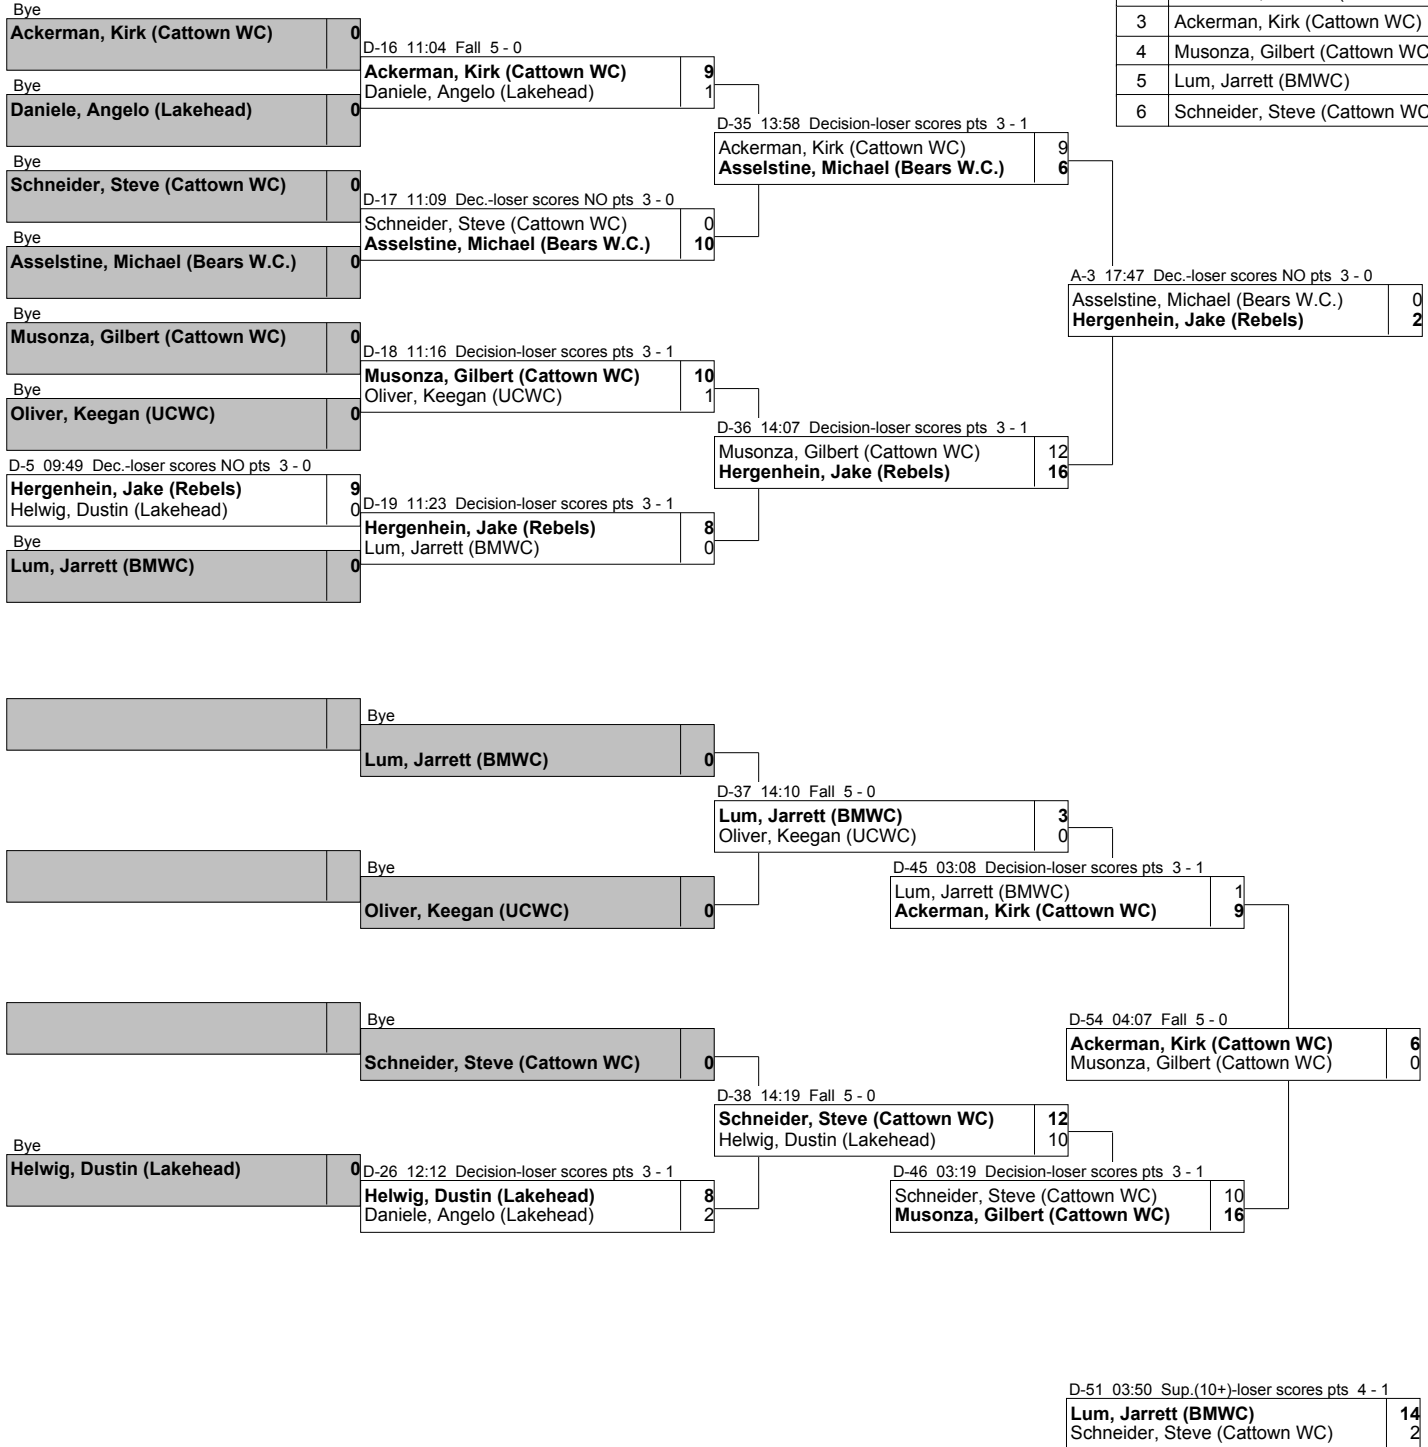 3 Ackerman, Kirk (Cattown WC)
4 Musonza, Gilbert (Cattown WC
5 Lum, Jarrett (BMWC)
6 Schneider, Steve (Cattown WC
Bye
Ackerman, Kirk (Cattown WC) 0
Bye
Daniele, Angelo (Lakehead) 0
Bye
Schneider, Steve (Cattown WC) 0
Bye
Asselstine, Michael (Bears W.C.) 0
Bye
Musonza, Gilbert (Cattown WC) 0
Bye
Oliver, Keegan (UCWC) 0
D-5 09:49 Dec.-loser scores NO pts 3 - 0
Hergenhein, Jake (Rebels) 9
Helwig, Dustin (Lakehead) 0
Bye
Lum, Jarrett (BMWC) 0
D-16 11:04 Fall 5 - 0
Ackerman, Kirk (Cattown WC) 9
Daniele, Angelo (Lakehead) 1
D-17 11:09 Dec.-loser scores NO pts 3 - 0
Schneider, Steve (Cattown WC) 0
Asselstine, Michael (Bears W.C.) 10
D-18 11:16 Decision-loser scores pts 3 - 1
Musonza, Gilbert (Cattown WC) 10
Oliver, Keegan (UCWC) 1
D-19 11:23 Decision-loser scores pts 3 - 1
Hergenhein, Jake (Rebels) 8
Lum, Jarrett (BMWC) 0
D-35 13:58 Decision-loser scores pts 3 - 1
Ackerman, Kirk (Cattown WC) 9
Asselstine, Michael (Bears W.C.) 6
D-36 14:07 Decision-loser scores pts 3 - 1
Musonza, Gilbert (Cattown WC) 12
Hergenhein, Jake (Rebels) 16
A-3 17:47 Dec.-loser scores NO pts 3 - 0
Asselstine, Michael (Bears W.C.) 0
Hergenhein, Jake (Rebels) 2
Bye
Lum, Jarrett (BMWC) 0
Bye
Oliver, Keegan (UCWC) 0
Bye
Schneider, Steve (Cattown WC) 0
Bye
Helwig, Dustin (Lakehead) 0
D-26 12:12 Decision-loser scores pts 3 - 1
Helwig, Dustin (Lakehead) 8
Daniele, Angelo (Lakehead) 2
D-37 14:10 Fall 5 - 0
Lum, Jarrett (BMWC) 3
Oliver, Keegan (UCWC) 0
D-38 14:19 Fall 5 - 0
Schneider, Steve (Cattown WC) 12
Helwig, Dustin (Lakehead) 10
D-45 03:08 Decision-loser scores pts 3 - 1
Lum, Jarrett (BMWC) 1
Ackerman, Kirk (Cattown WC) 9
D-46 03:19 Decision-loser scores pts 3 - 1
Schneider, Steve (Cattown WC) 10
Musonza, Gilbert (Cattown WC) 16
D-54 04:07 Fall 5 - 0
Ackerman, Kirk (Cattown WC) 6
Musonza, Gilbert (Cattown WC) 0
D-51 03:50 Sup.(10+)-loser scores pts 4 - 1
Lum, Jarrett (BMWC) 14
Schneider, Steve (Cattown WC) 2